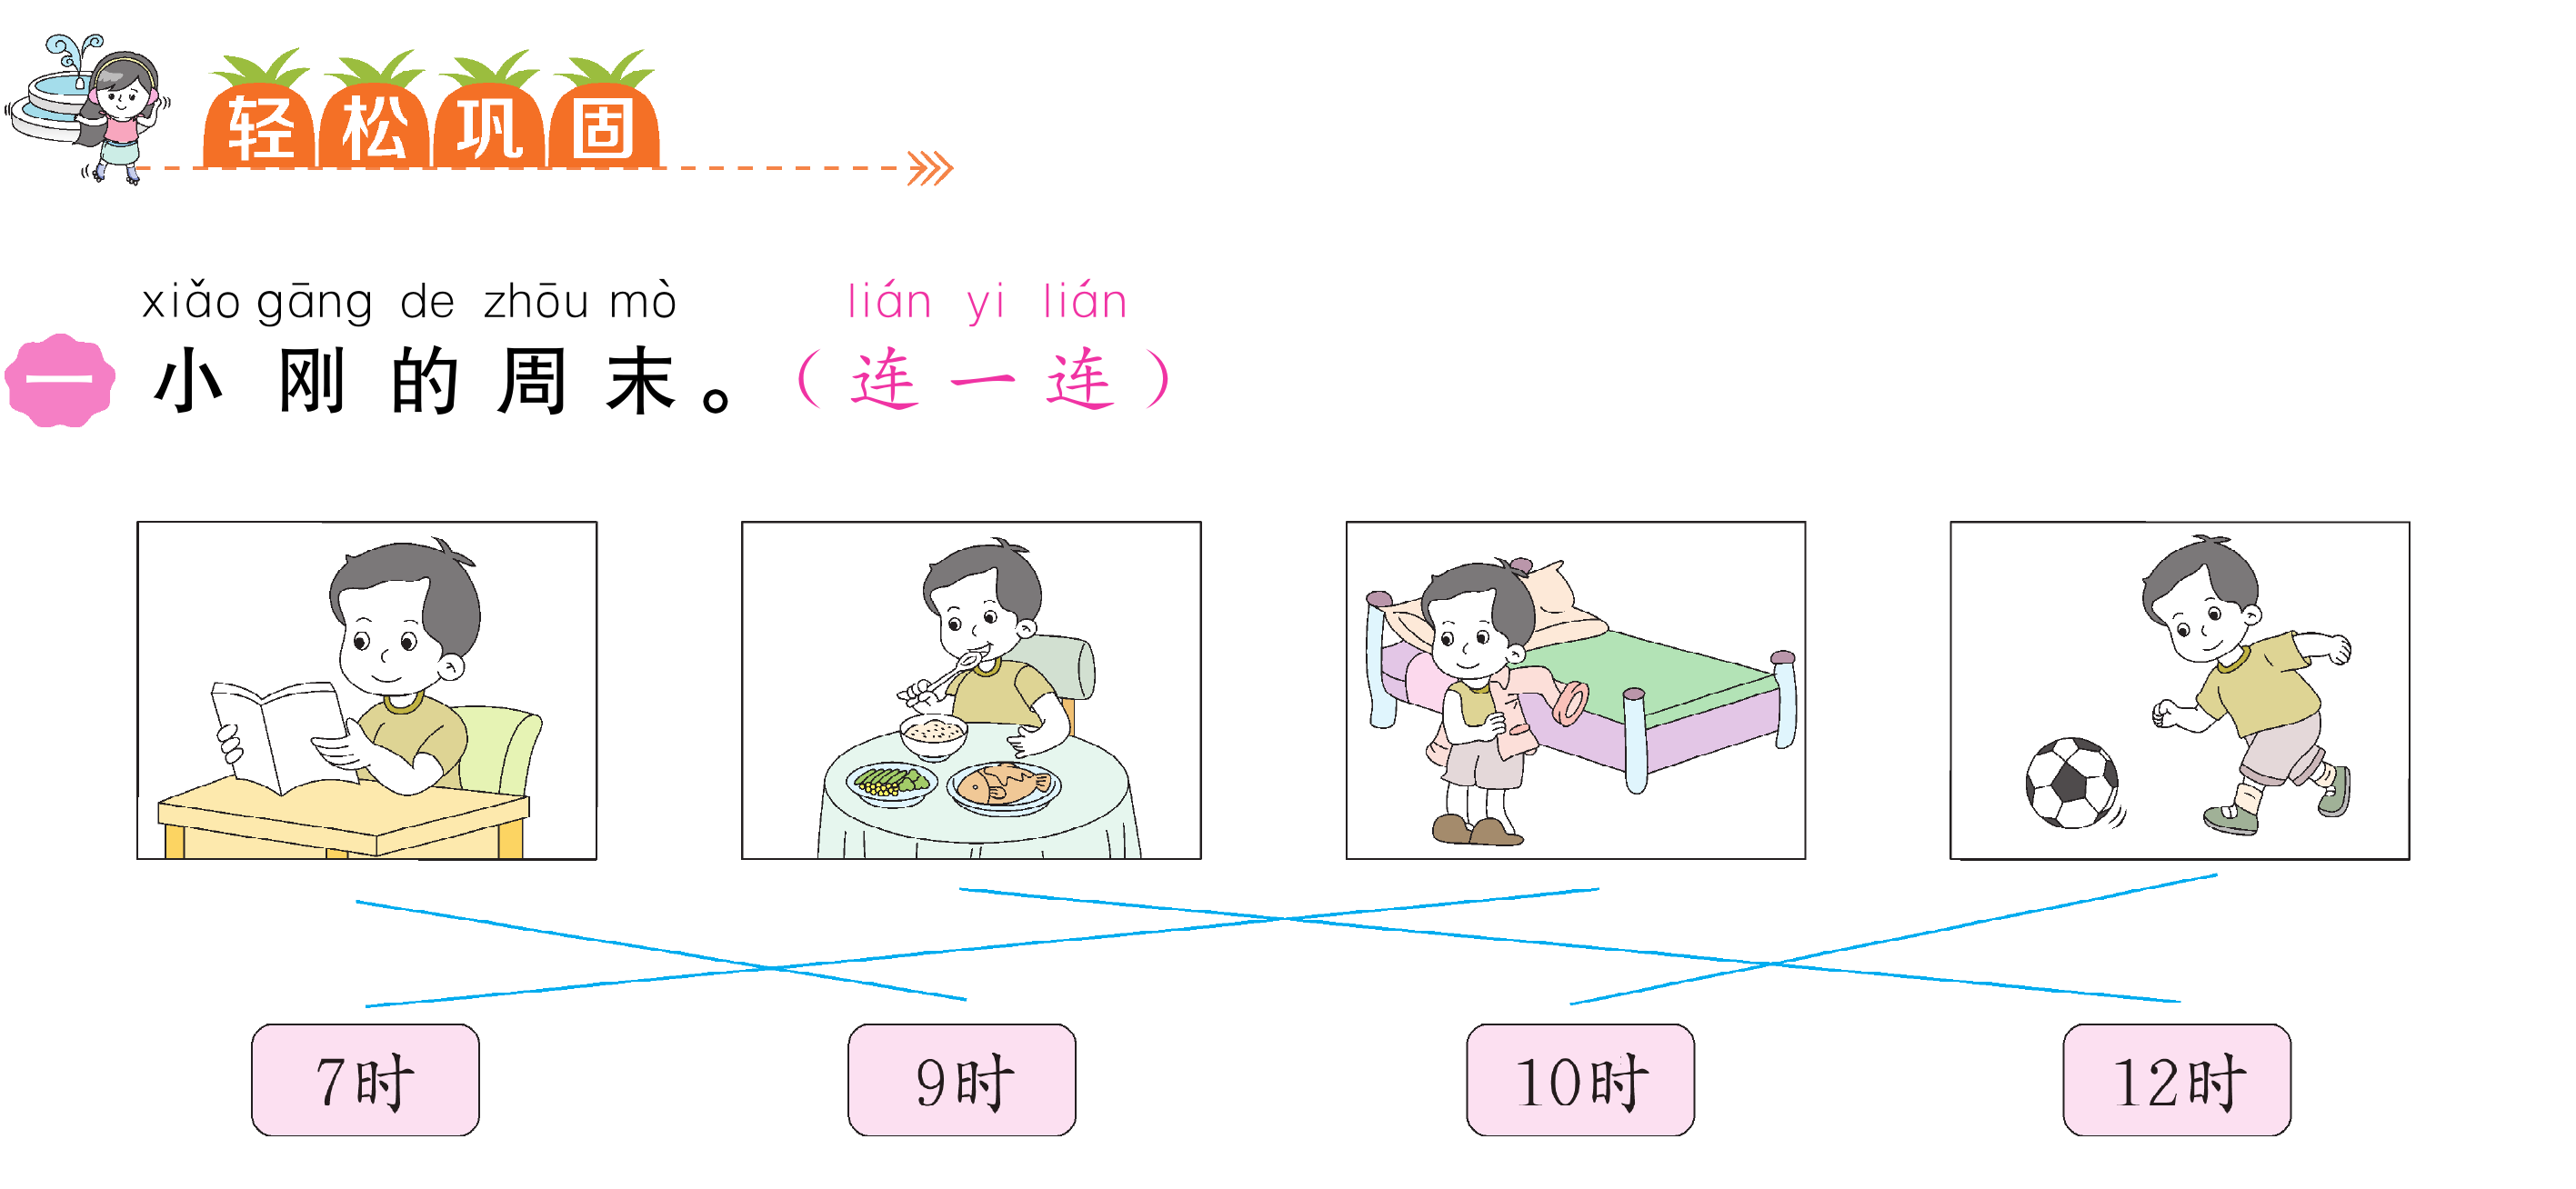 轻松巩固
xiǎo gāng de zhōu mò lián yi lián
一 小刚的周末。(连一连)
7时 9时 10时 12时